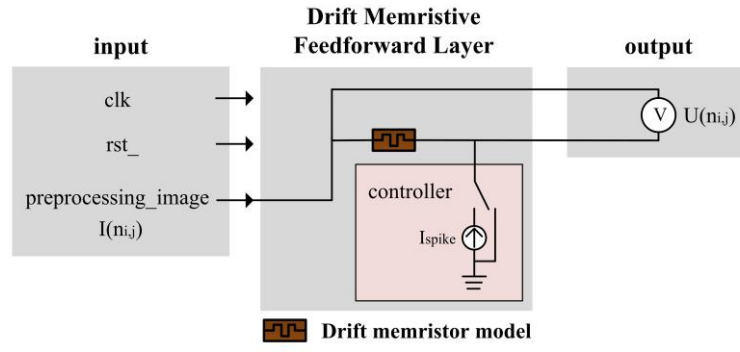 Drift Memristive
Feedforward Layer
input
output
clk
rst_
preprocessing_image
I(ni,j)
V
U(ni,j)
controller
Ispike
Drift memristor model